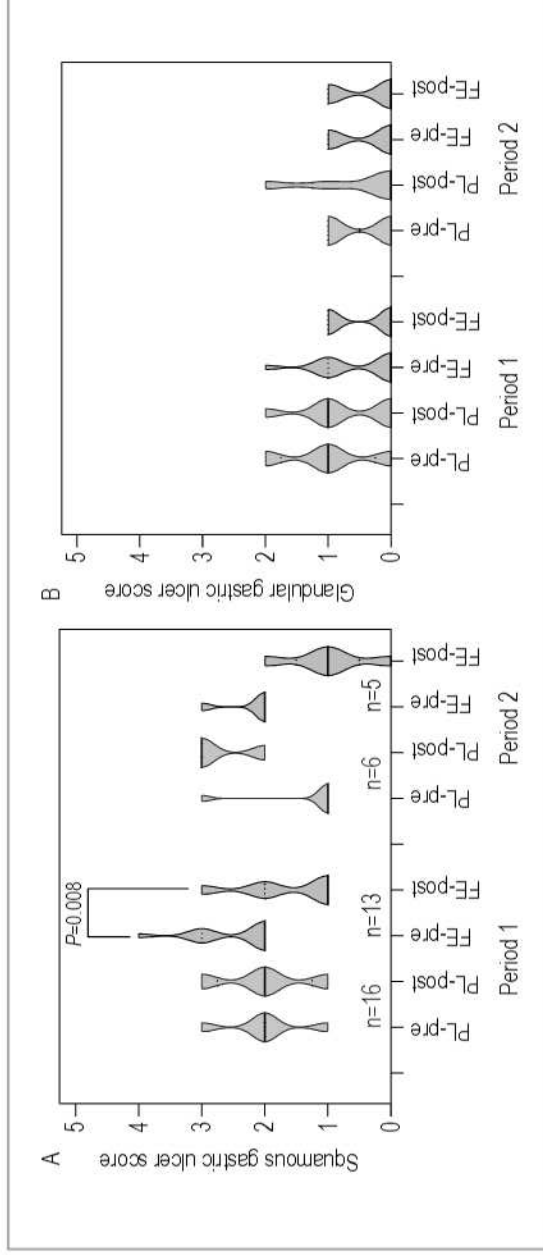 A
Squamous gastric ulcer score
5
4
3
2
1
0
P=0.008
n=16
n=13
n=6
n=5
PL-pre
PL-post
FE-pre
FE-post
PL-pre
PL-post
FE-pre
FE-post
Period 1
Period 2
B
Glandular gastric ulcer score
5
4
3
2
1
0
PL-pre
PL-post
FE-pre
FE-post
PL-pre
PL-post
FE-pre
FE-post
Period 1
Period 2